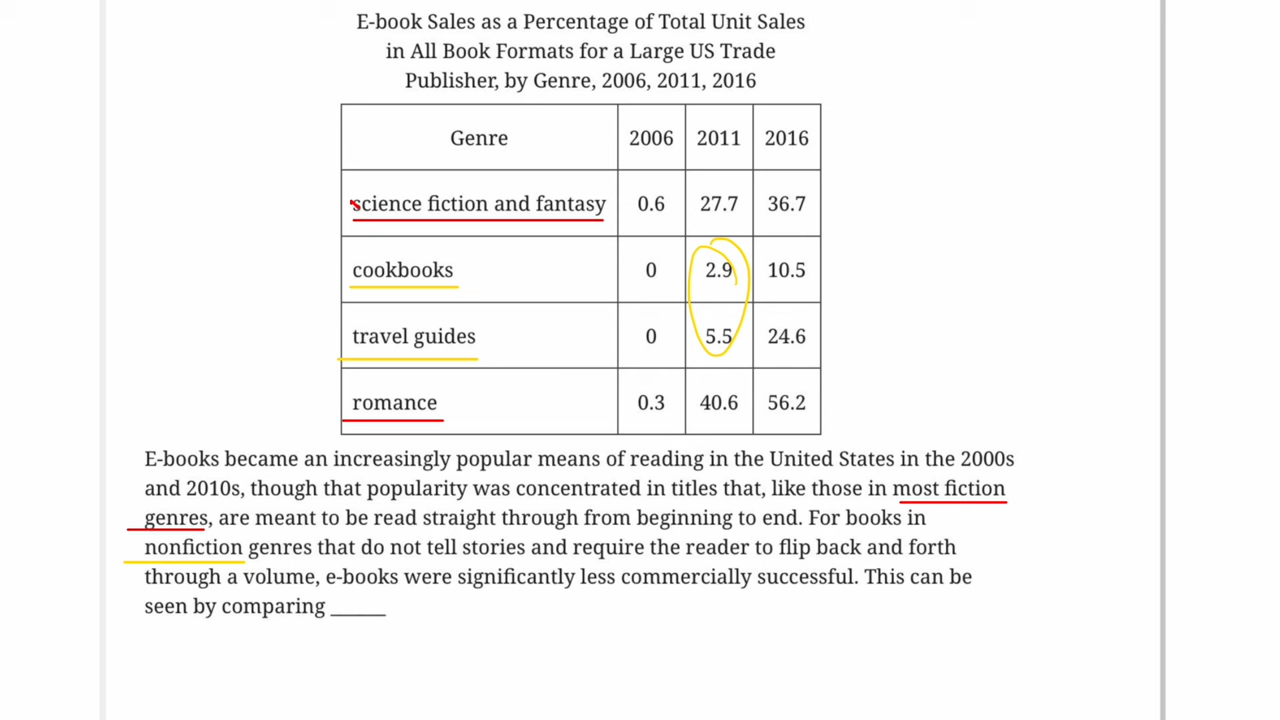 E-book Sales as a Percentage of Total Unit Sales
in All Book Formats for a Large US Trade
Publisher, by Genre, 2006, 2011, 2016
Genre 2006 2011 2016
science fiction and fantasy 0.6 27.7 36.7
cookbooks 0 2.9 10.5
travel guides 0 5.5 24.6
romance 0.3 40.6 56.2
E-books became an increasingly popular means of reading in the United States in the 2000s
and 2010s, though that popularity was concentrated in titles that, like those in most fiction
genres, are meant to be read straight through from beginning to end. For books in
nonfiction genres that do not tell stories and require the reader to flip back and forth
through a volume, e-books were significantly less commercially successful. This can be
seen by comparing ______